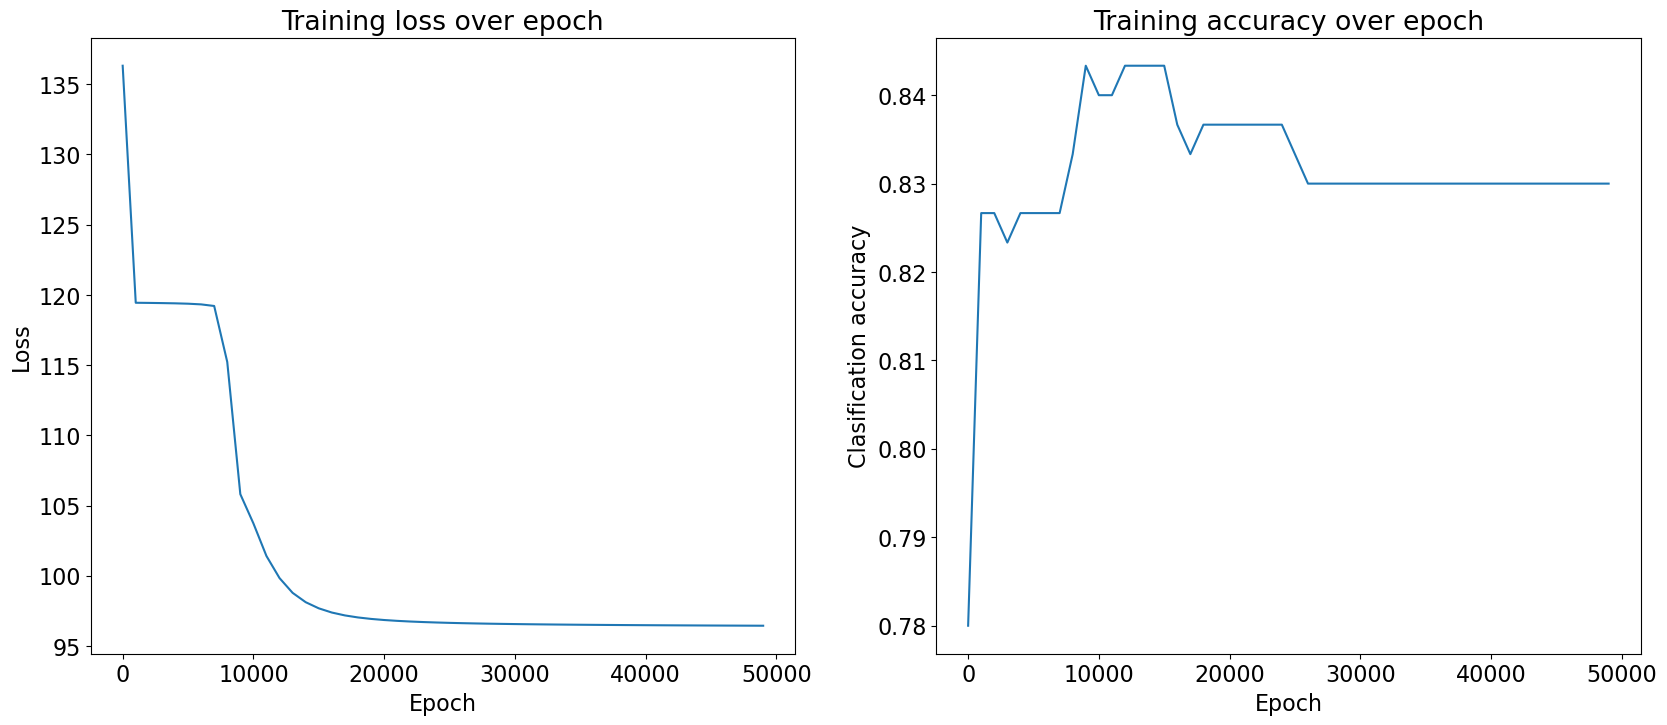 Training loss over epoch
135
130
125
120
115
110
105
100
95
Loss
0 10000 20000 30000 40000 50000
Epoch
Training accuracy over epoch
0.84
0.83
0.82
0.81
0.80
0.79
0.78
Clasification accuracy
0 10000 20000 30000 40000 50000
Epoch